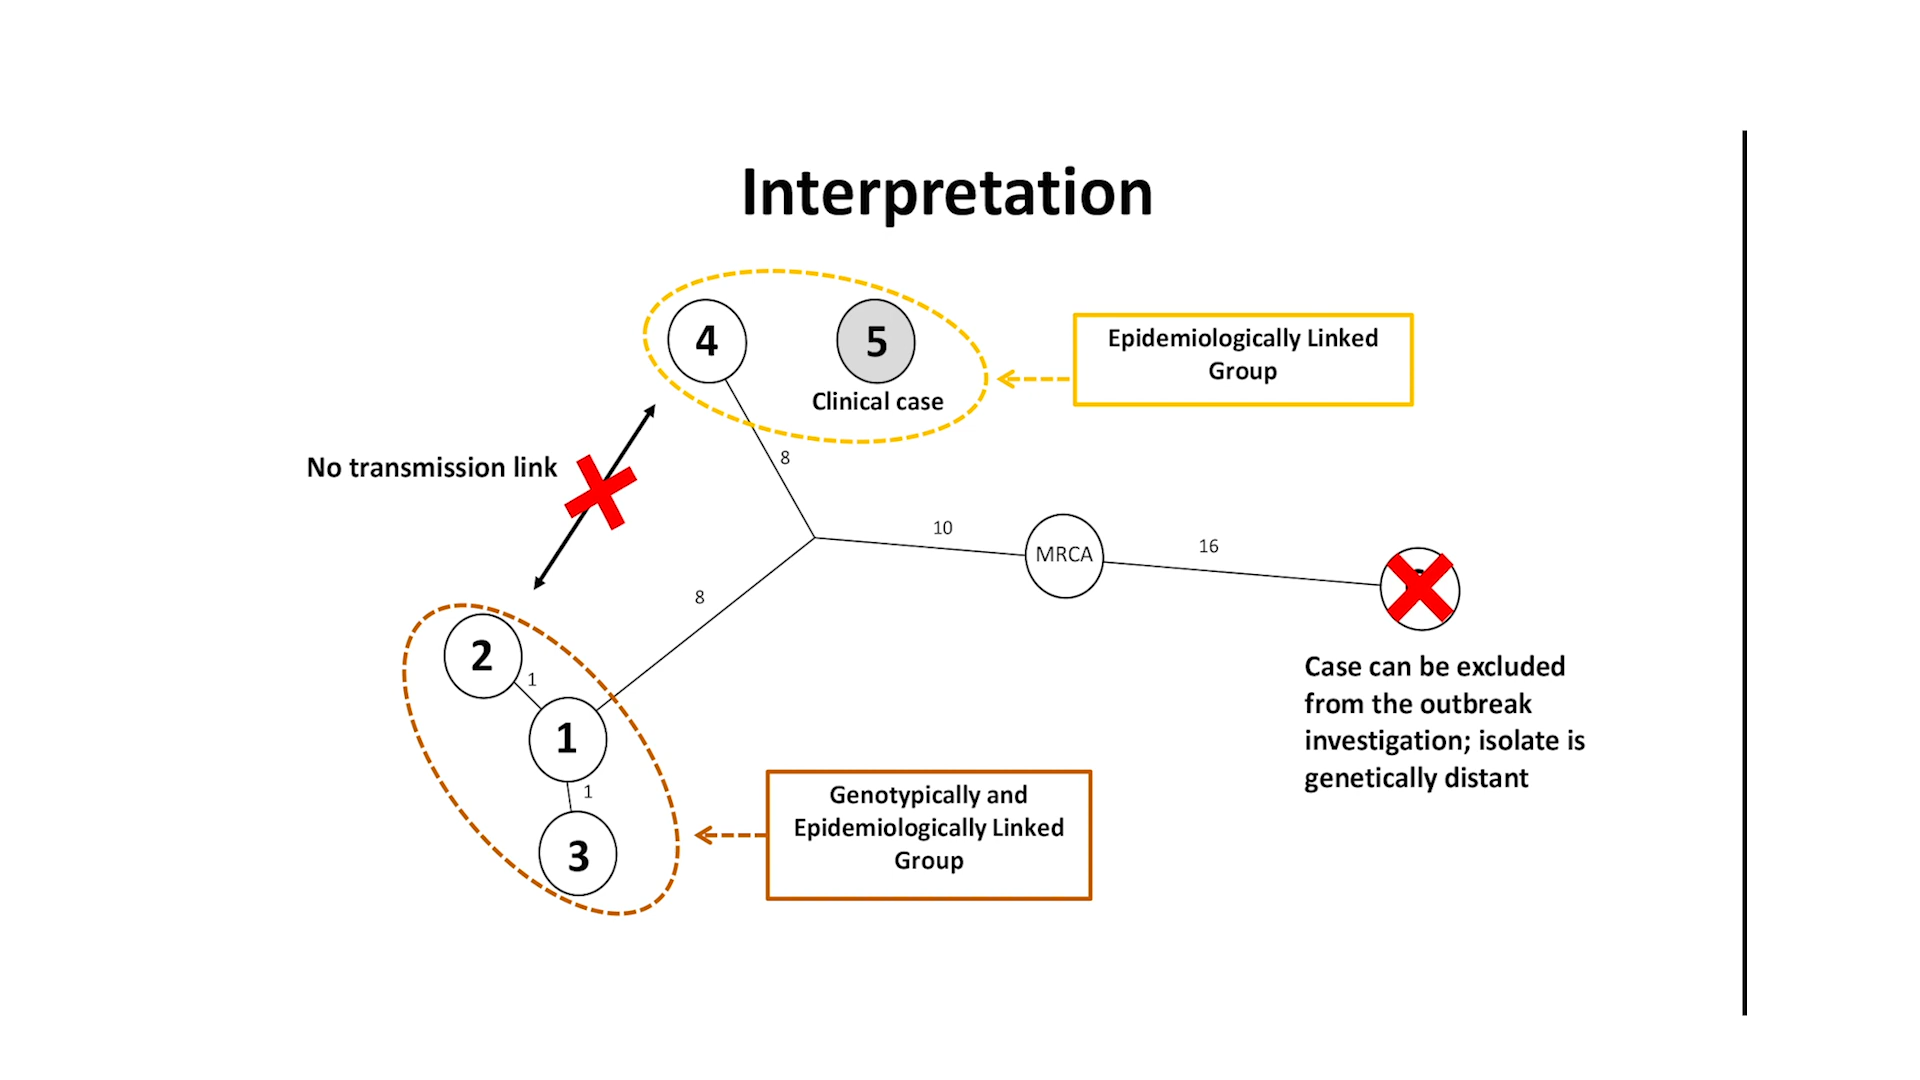 Interpretation
4
5
Clinical case
Epidemiologically Linked
Group
8
No transmission link
10
MRCA
16
8
2
1
1
1
3
Case can be excluded
from the outbreak
investigation; isolate is
genetically distant
Genotypically and
Epidemiologically Linked
Group